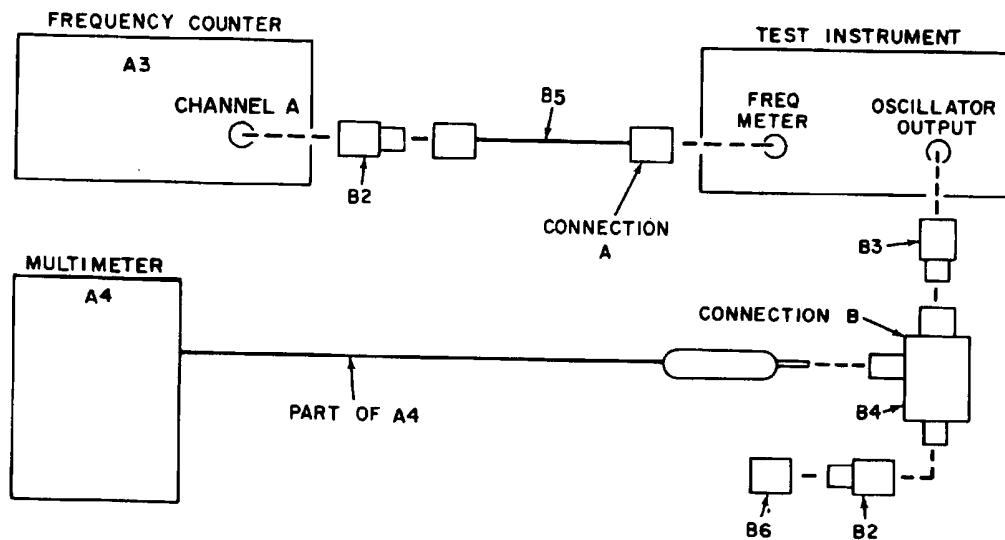 FREQUENCY COUNTER
A3
CHANNEL A
B2
B5
CONNECTION
A
TEST INSTRUMENT
FREQ
METER
OSCILLATOR
OUTPUT
B3
MULTIMETER
A4
PART OF A4
CONNECTION B
B4
B6
B2